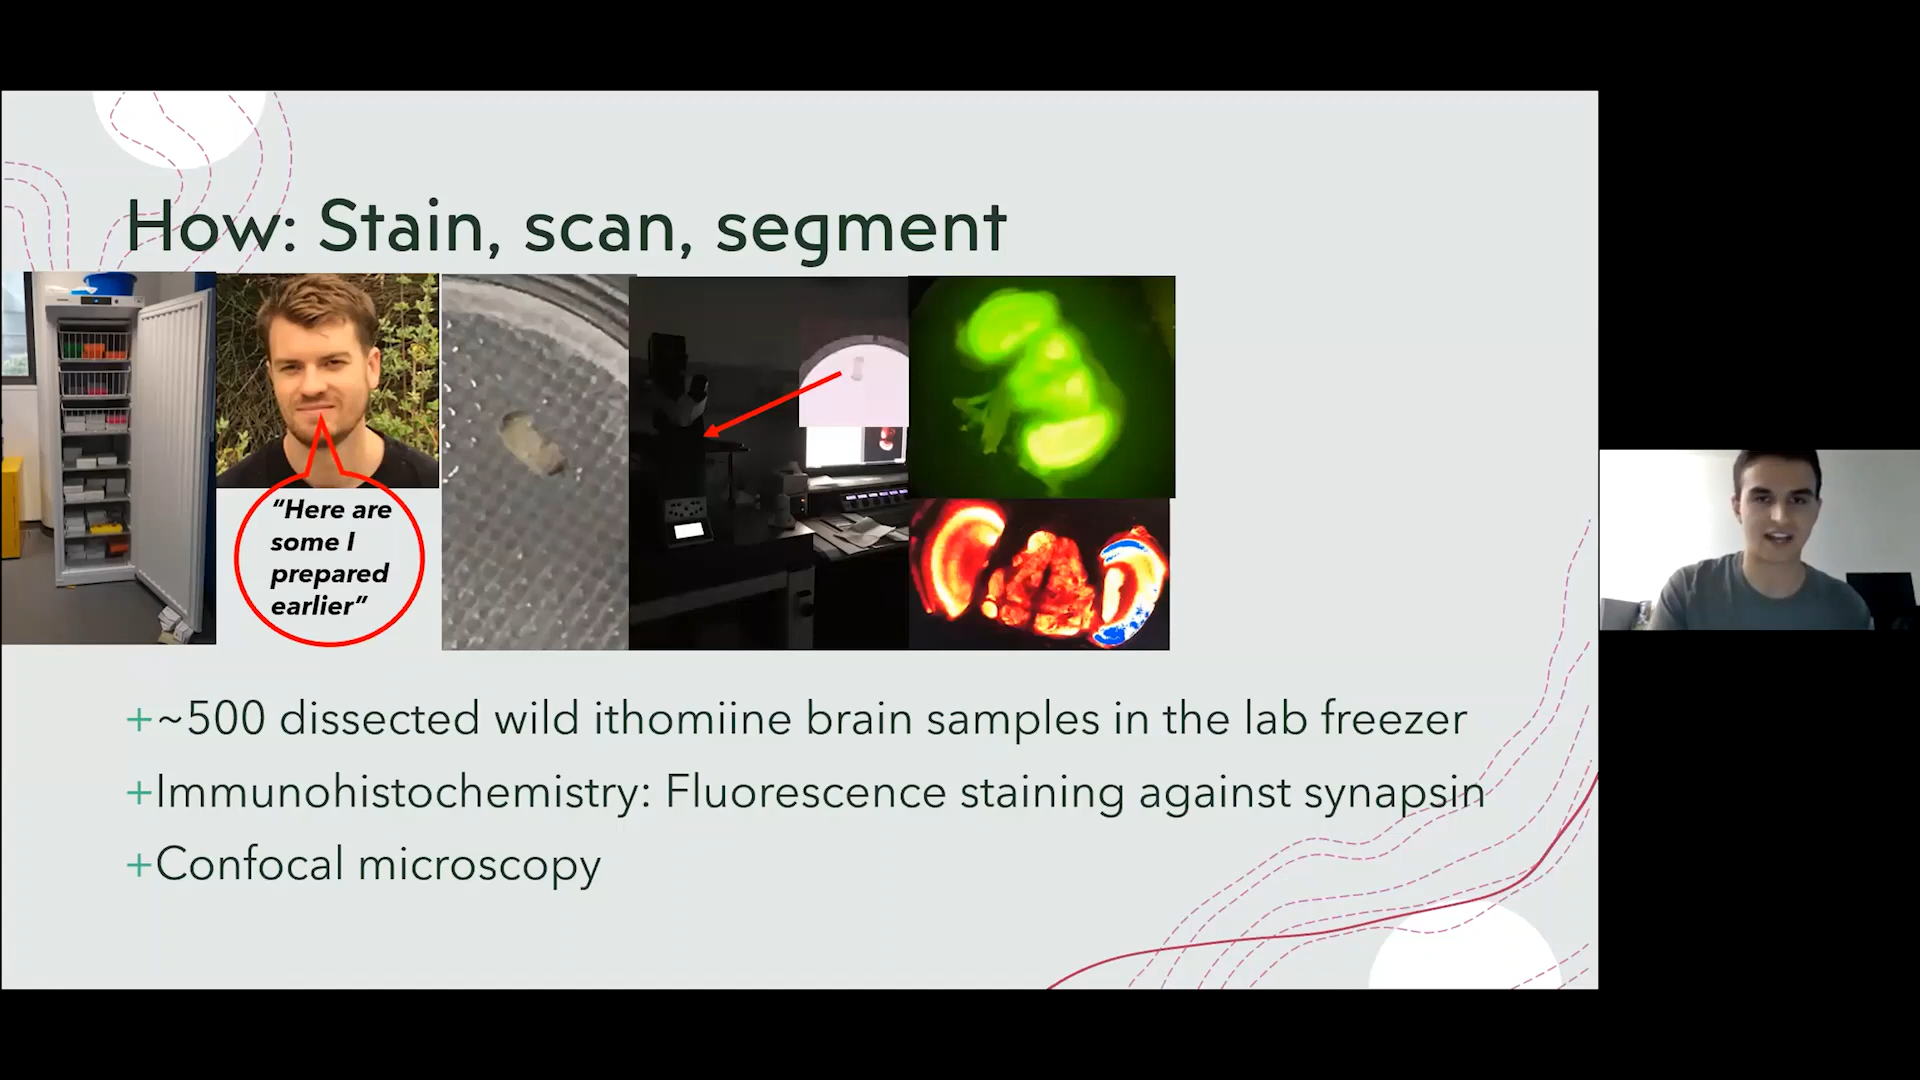 How: Stain, scan, segment
“Here are
some I
prepared
earlier”
+~500 dissected wild ithomiine brain samples in the lab freezer
+Immunohistochemistry: Fluorescence staining against synapsin
+Confocal microscopy